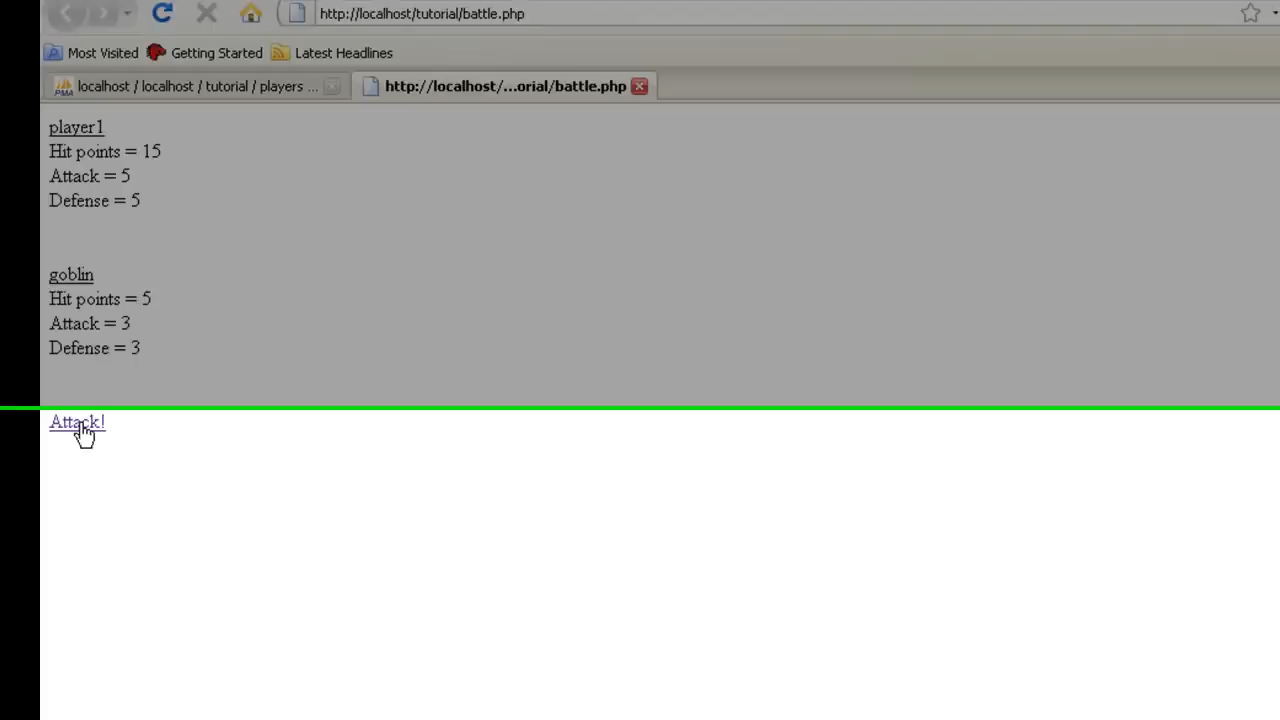 http://localhost/tutorial/battle.php
Most Visited Getting Started Latest Headlines
PMA localhost / localhost / tutorial / players ... http://localhost/...orial/battle.php
player1
Hit points = 15
Attack = 5
Defense = 5
goblin
Hit points = 5
Attack = 3
Defense = 3
Attack!